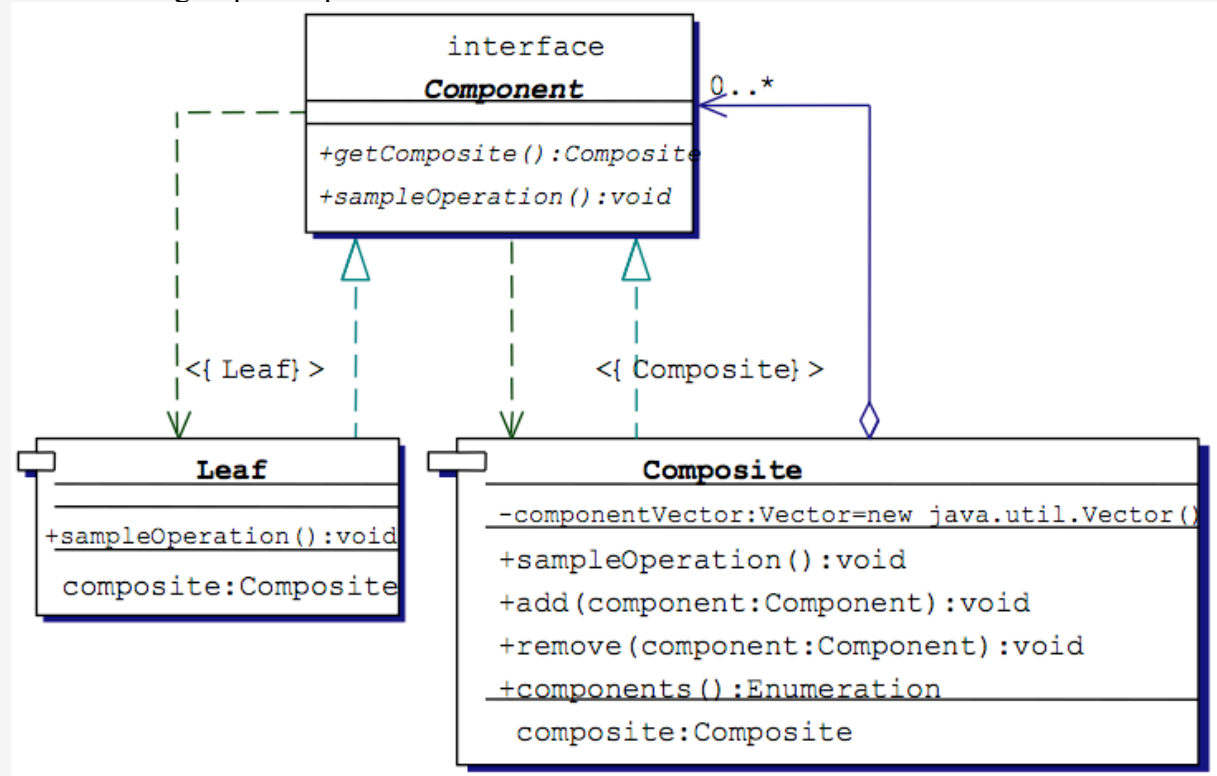 interface
Component
0..*
+getComposite():Composite
+sampleOperation():void
<{ Leaf} >
<{ Composite} >
Leaf
+sampleOperation():void
composite:Composite
Composite
-componentVector:Vector=new java.util.Vector()
+sampleOperation():void
+add(component:Component):void
+remove(component:Component):void
+components():Enumeration
composite:Composite